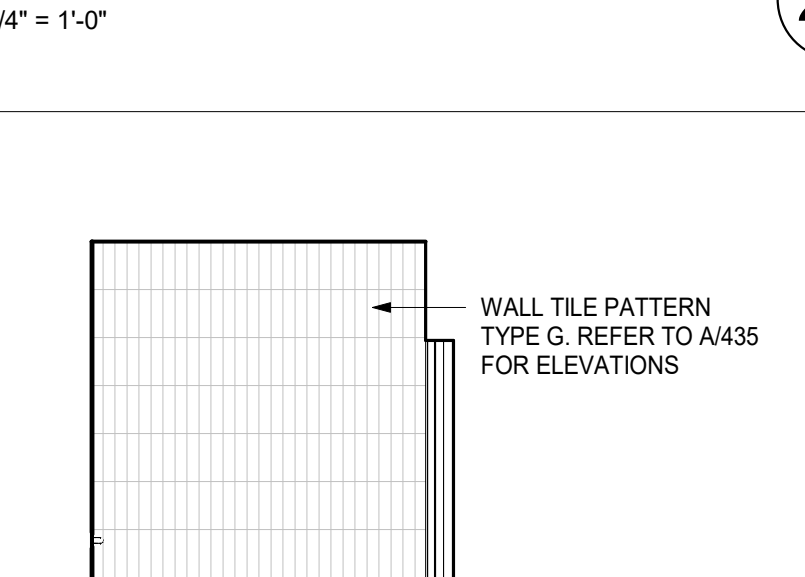 /4" = 1'-0"
WALL TILE PATTERN
TYPE G. REFER TO A/435
FOR ELEVATIONS